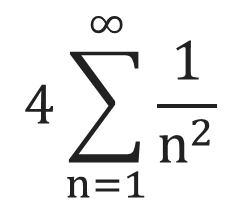 ∞
4 ∑ 1/n²
n=1